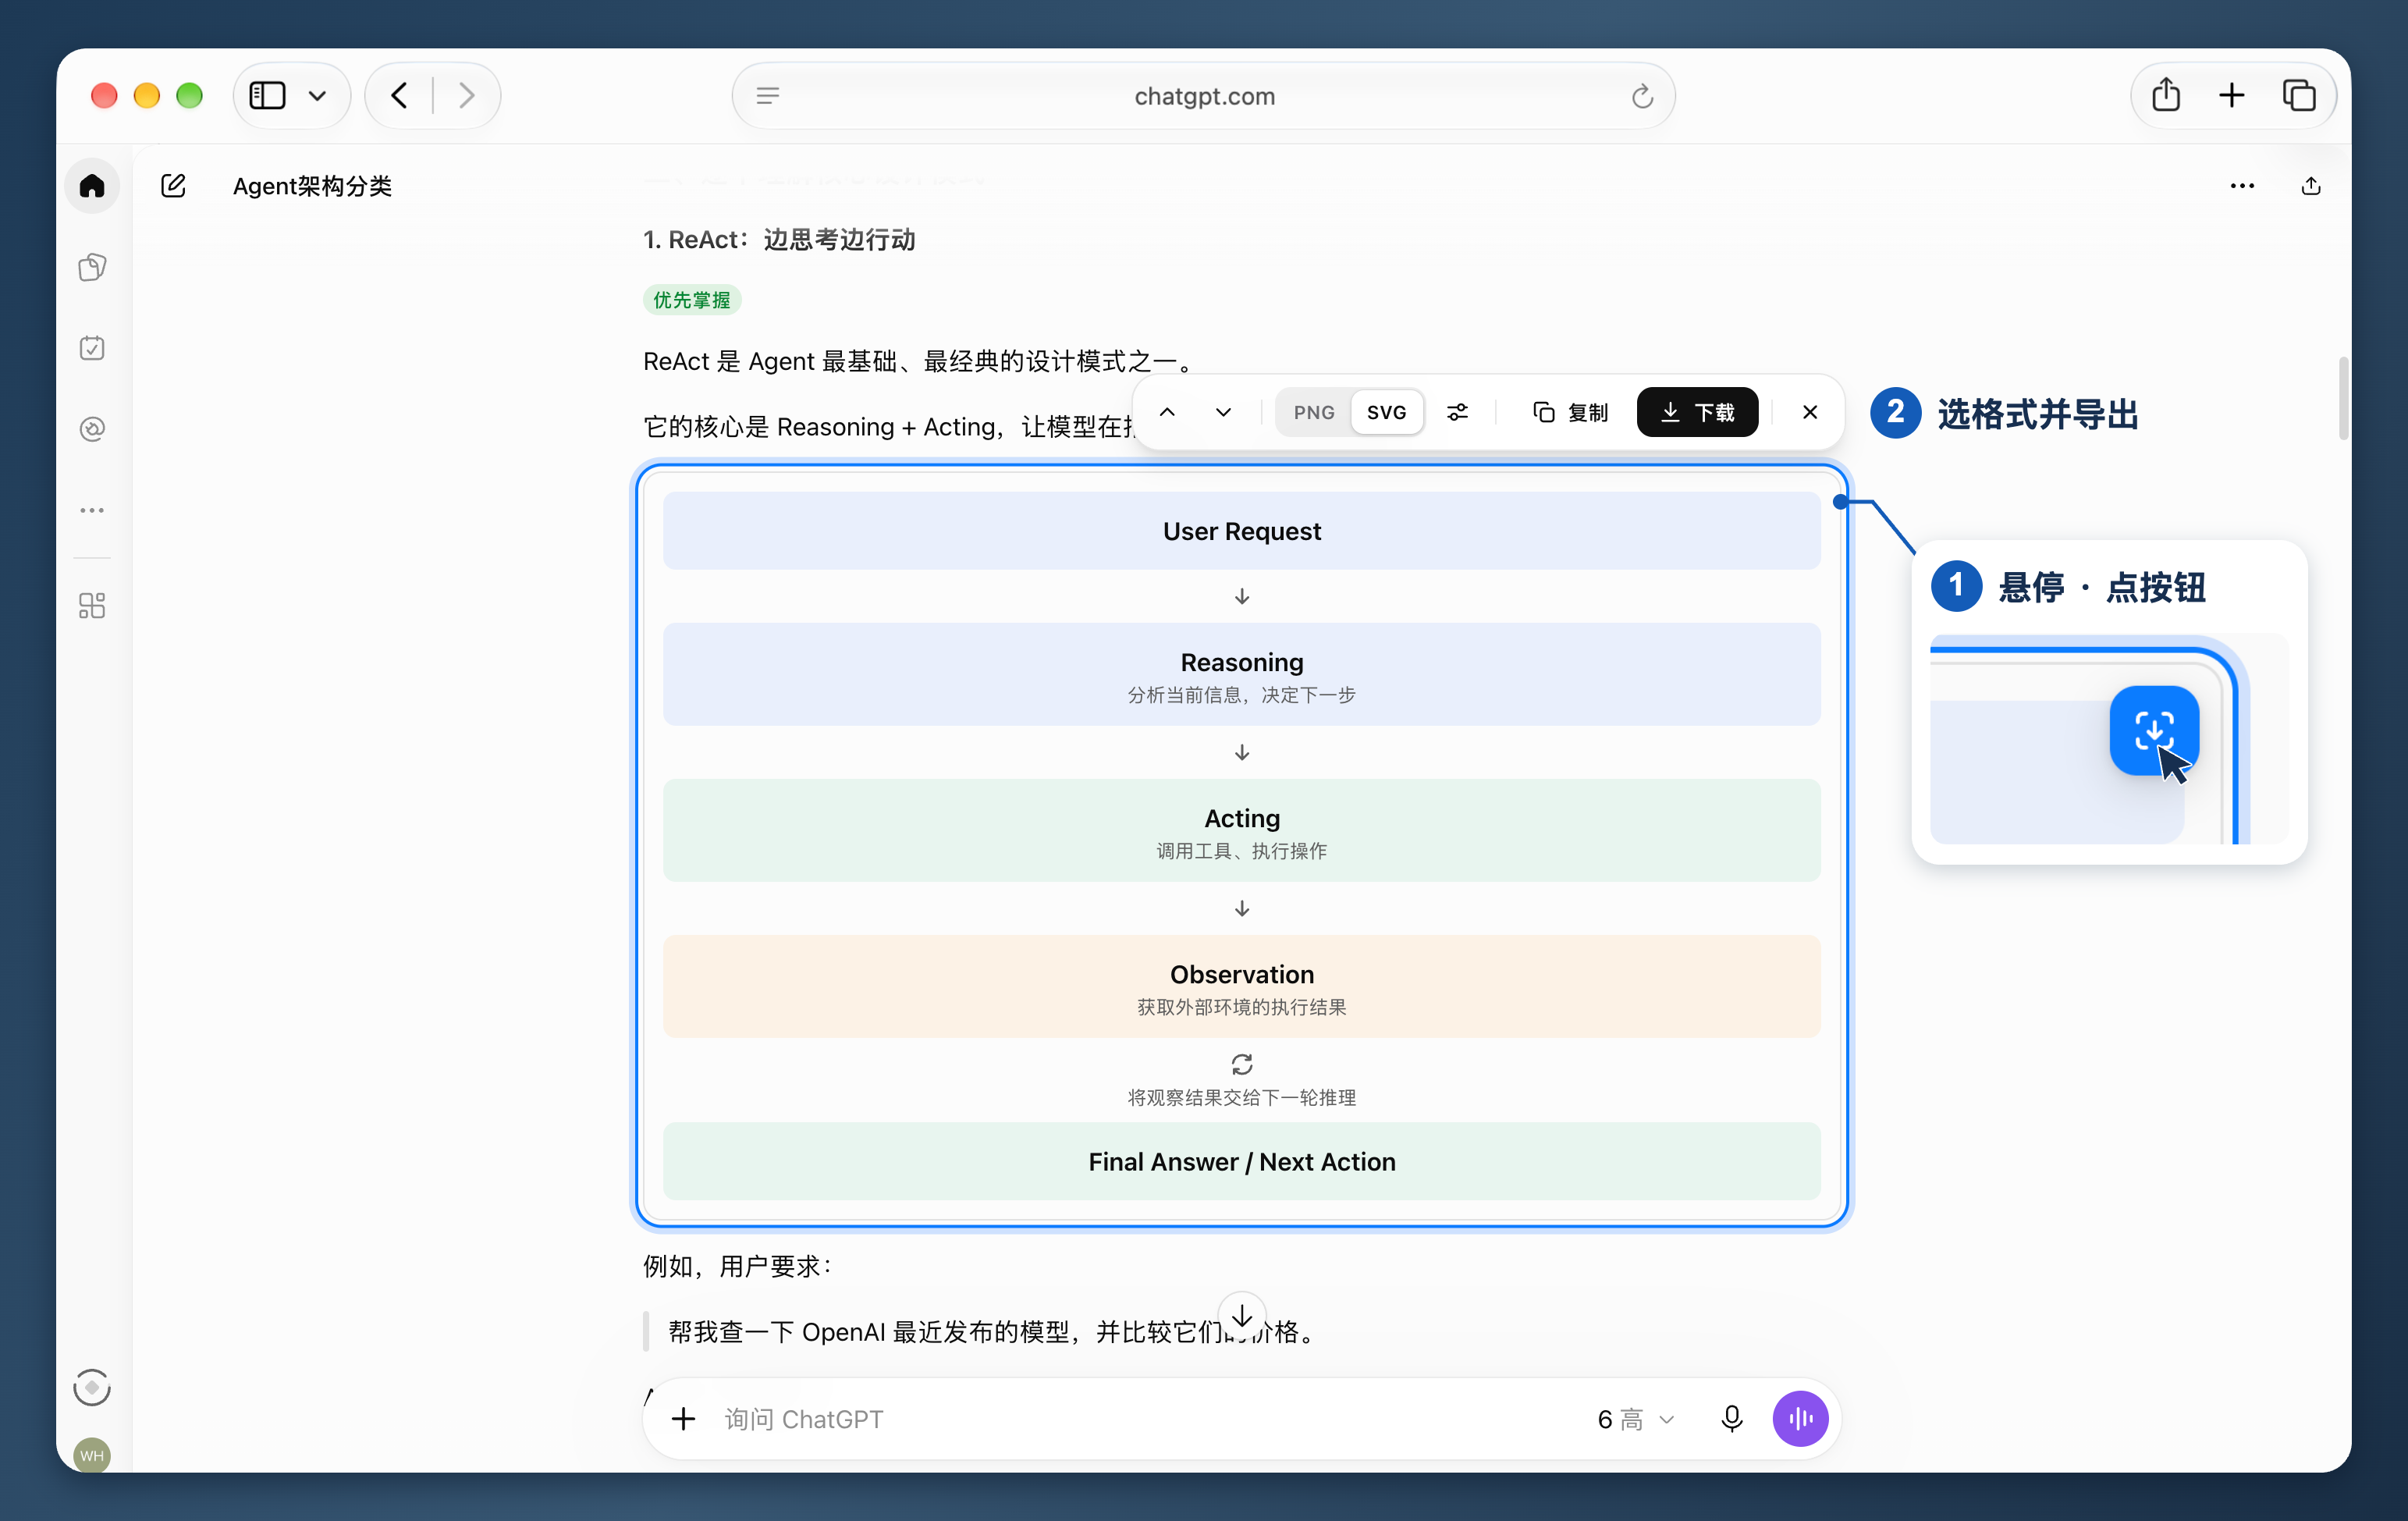 chatgpt.com
Agent架构分类
1. ReAct：边思考边行动
优先掌握
ReAct 是 Agent 最基础、最经典的设计模式之一。
它的核心是 Reasoning + Acting，让模型在
PNG SVG 复制 下载
2 选格式并导出
1 悬停 · 点按钮
User Request
Reasoning
分析当前信息，决定下一步
Acting
调用工具、执行操作
Observation
获取外部环境的执行结果
将观察结果交给下一轮推理
Final Answer / Next Action
例如，用户要求：
帮我查一下 OpenAI 最近发布的模型，并比较它们的价格。
询问 ChatGPT
6 高
WH